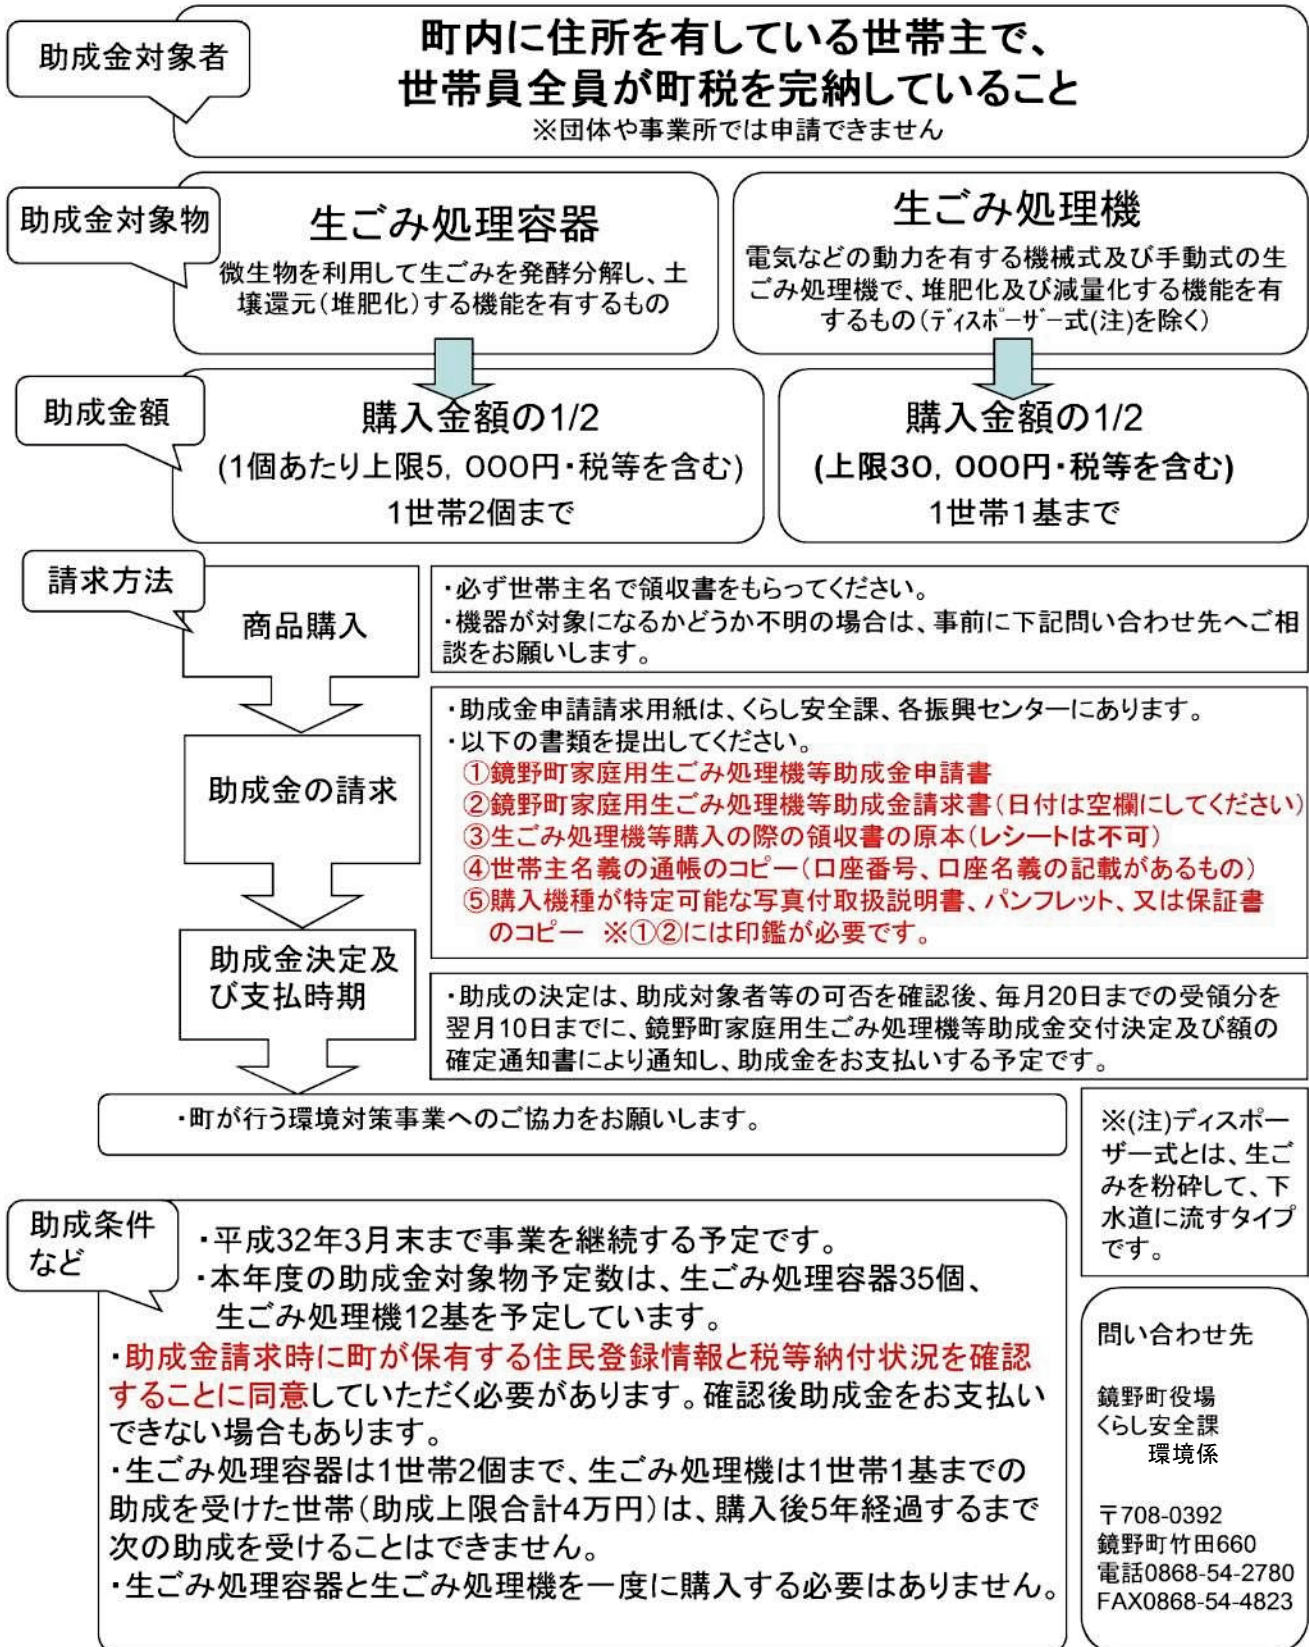 助成金対象者
町内に住所を有している世帯主で、
世帯員全員が町税を完納していること
※団体や事業所では申請できません
助成金対象物
生ごみ処理容器
微生物を利用して生ごみを発酵分解し、土
壌還元(堆肥化)する機能を有するもの
生ごみ処理機
電気などの動力を有する機械式及び手動式の生
ごみ処理機で、堆肥化及び減量化する機能を有
するもの(ディスポーザー式(注)を除く)
助成金額
購入金額の1/2
(1個あたり上限5,000円・税等を含む)
1世帯2個まで
購入金額の1/2
(上限30,000円・税等を含む)
1世帯1基まで
請求方法
商品購入
・必ず世帯主名で領収書をもらってください。
・機器が対象になるかどうか不明の場合は、事前に下記問い合わせ先へご相
談をお願いします。
助成金の請求
・助成金申請請求用紙は、くらし安全課、各振興センターにあります。
・以下の書類を提出してください。
①鏡野町家庭用生ごみ処理機等助成金申請書
②鏡野町家庭用生ごみ処理機等助成金請求書(日付は空欄にしてください)
③生ごみ処理機等購入の際の領収書の原本(レシートは不可)
④世帯主名義の通帳のコピー(口座番号、口座名義の記載があるもの)
⑤購入機種が特定可能な写真付取扱説明書、パンフレット、又は保証書
のコピー ※①②には印鑑が必要です。
助成金決定及
び支払時期
・助成の決定は、助成対象者等の可否を確認後、毎月20日までの受領分を
翌月10日までに、鏡野町家庭用生ごみ処理機等助成金交付決定及び額の
確定通知書により通知し、助成金をお支払いする予定です。
・町が行う環境対策事業へのご協力をお願いします。
※(注)ディスポー
ザー式とは、生ご
みを粉砕して、下
水道に流すタイプ
です。
助成条件
など
・平成32年3月末まで事業を継続する予定です。
・本年度の助成金対象物予定数は、生ごみ処理容器35個、
生ごみ処理機12基を予定しています。
・助成金請求時に町が保有する住民登録情報と税等納付状況を確認
することに同意していただく必要があります。確認後助成金をお支払い
できない場合もあります。
・生ごみ処理容器は1世帯2個まで、生ごみ処理機は1世帯1基までの
助成を受けた世帯(助成上限合計4万円)は、購入後5年経過するまで
次の助成を受けることはできません。
・生ごみ処理容器と生ごみ処理機を一度に購入する必要はありません。
問い合わせ先
鏡野町役場
くらし安全課
環境係
〒708-0392
鏡野町竹田660
電話0868-54-2780
FAX0868-54-4823